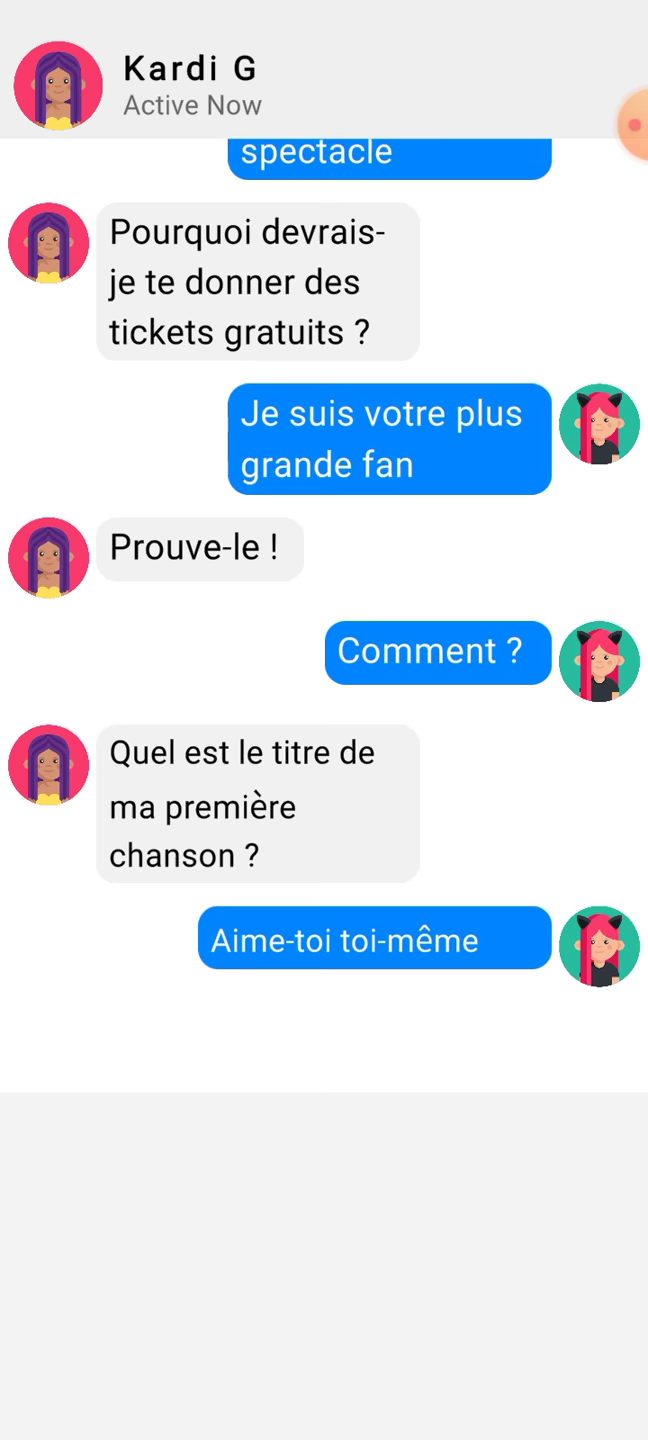 Kardi G
Active Now
spectacle
Pourquoi devrais-
je te donner des
tickets gratuits ?
Je suis votre plus
grande fan
Prouve-le !
Comment ?
Quel est le titre de
ma première
chanson ?
Aime-toi toi-même